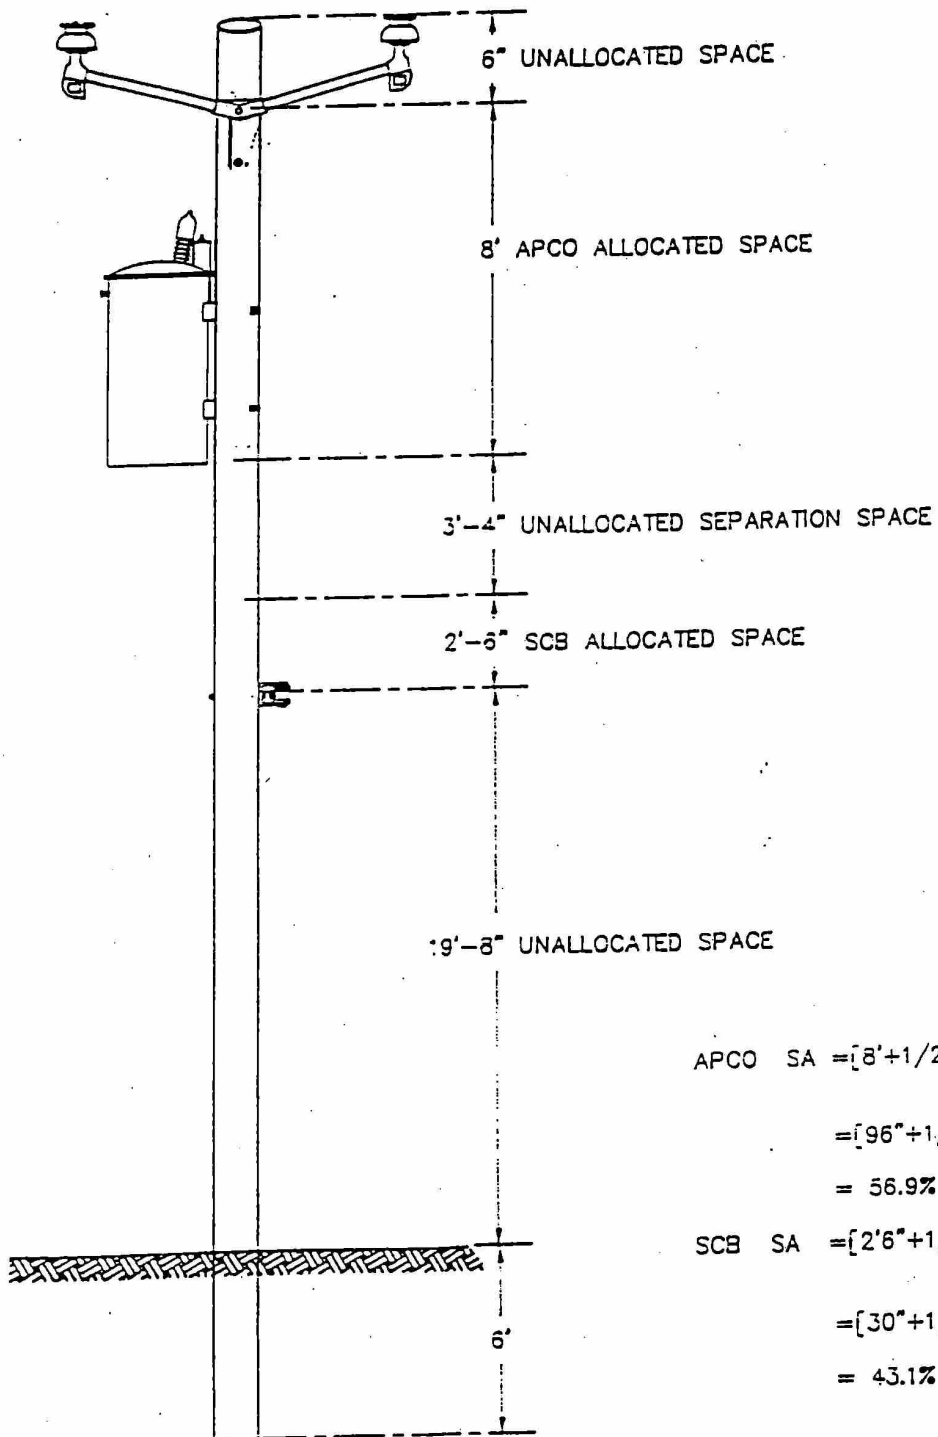 6" UNALLOCATED SPACE
8' APCO ALLOCATED SPACE
3'-4" UNALLOCATED SEPARATION SPACE
2'-6" SCB ALLOCATED SPACE
19'-8" UNALLOCATED SPACE
APCO SA =[8'+1/2
=[96"+1/
= 56.9%
SCB SA =[2'6"+1
=[30"+1
= 43.1%
6'